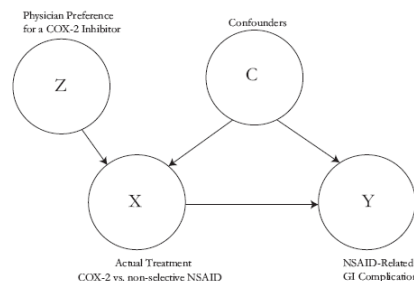 Physician Preference
for a COX-2 Inhibitor
Confounders
Z
C
X
Y
Actual Treatment
COX-2 vs. non-selective NSAID
NSAID-Related
GI Complication